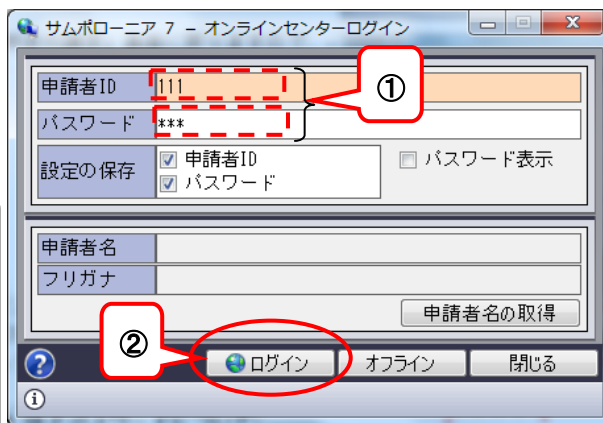 サムポローニア 7 － オンラインセンターログイン
申請者ID 111
①
パスワード ***
設定の保存 申請者ID パスワード表示
パスワード
申請者名
フリガナ
申請者名の取得
②
ログイン オフライン 閉じる